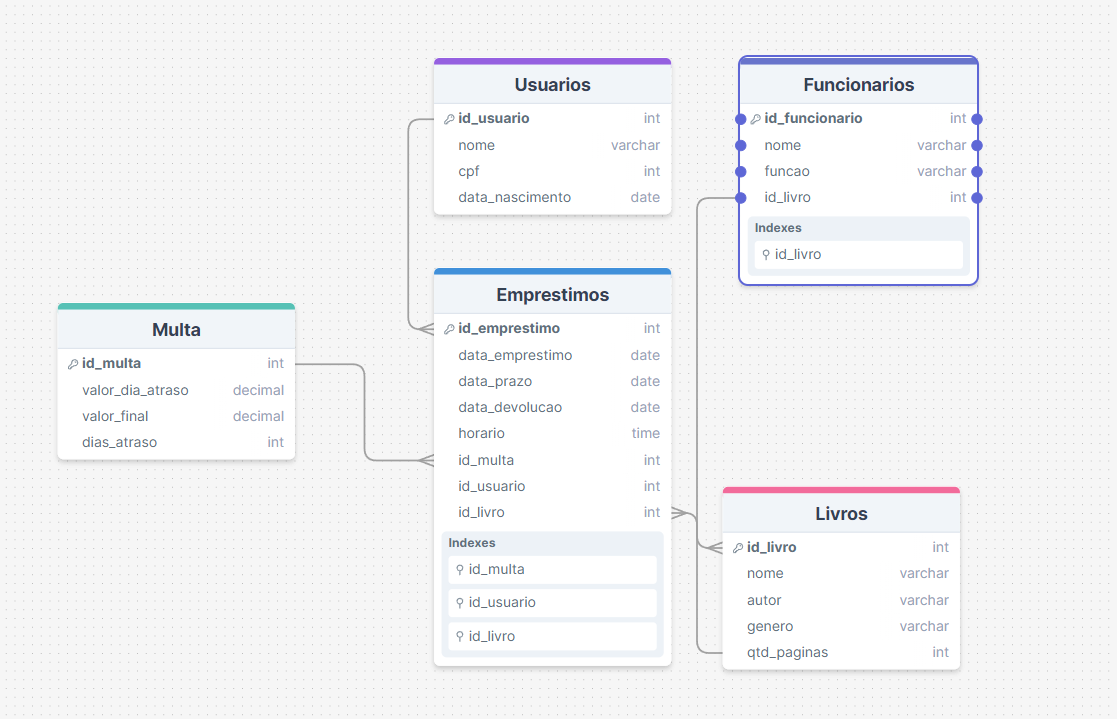 Usuarios
id_usuario int
nome varchar
cpf int
data_nascimento date
Funcionarios
id_funcionario int
nome varchar
funcao varchar
id_livro int
Indexes
id_livro
Multa
id_multa int
valor_dia_atraso decimal
valor_final decimal
dias_atraso int
Emprestimos
id_emprestimo int
data_emprestimo date
data_prazo date
data_devolucao date
horario time
id_multa int
id_usuario int
id_livro int
Indexes
id_multa
id_usuario
id_livro
Livros
id_livro int
nome varchar
autor varchar
genero varchar
qtd_paginas int